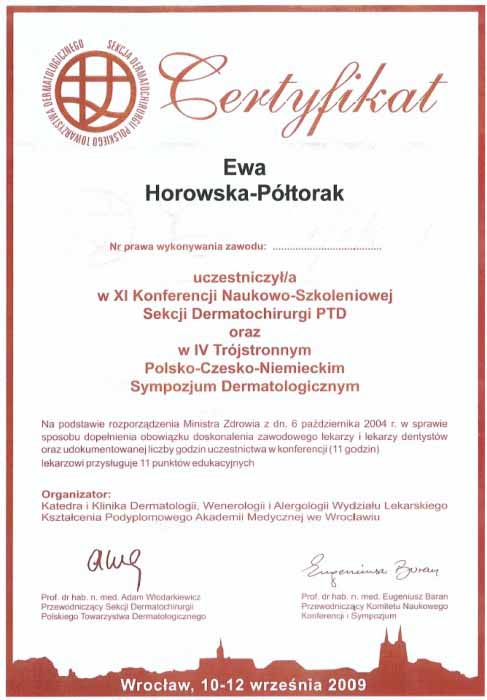 SEKCJA DERMATOCHIRURGII POLSKIEGO TOWARZYSTWA DERMATOLOGICZNEGO
Certyfikat
Ewa
Horowska-Półtorak
Nr prawa wykonywania zawodu: ....................................
uczestniczył/a
w XI Konferencji Naukowo-Szkoleniowej
Sekcji Dermatochirurgi PTD
oraz
w IV Trójstronnym
Polsko-Czesko-Niemieckim
Sympozjum Dermatologicznym
Na podstawie rozporządzenia Ministra Zdrowia z dn. 6 października 2004 r. w sprawie
sposobu dopełnienia obowiązku doskonalenia zawodowego lekarzy i lekarzy dentystów
oraz udokumentowanej liczby godzin uczestnictwa w konferencji (11 godzin)
lekarzowi przysługuje 11 punktów edukacyjnych
Organizator:
Katedra i Klinika Dermatologii, Wenerologii i Alergologii Wydziału Lekarskiego
Kształcenia Podyplomowego Akademii Medycznej we Wrocławiu
Eugeniusz Baran
Prof. dr hab. n. med. Adam Włodarkiewicz
Przewodniczący Sekcji Dermatochirurgii
Polskiego Towarzystwa Dermatologicznego
Prof. dr hab. n. med. Eugeniusz Baran
Przewodniczący Komitetu Naukowego
Konferencji i Sympozjum
Wrocław, 10-12 września 2009